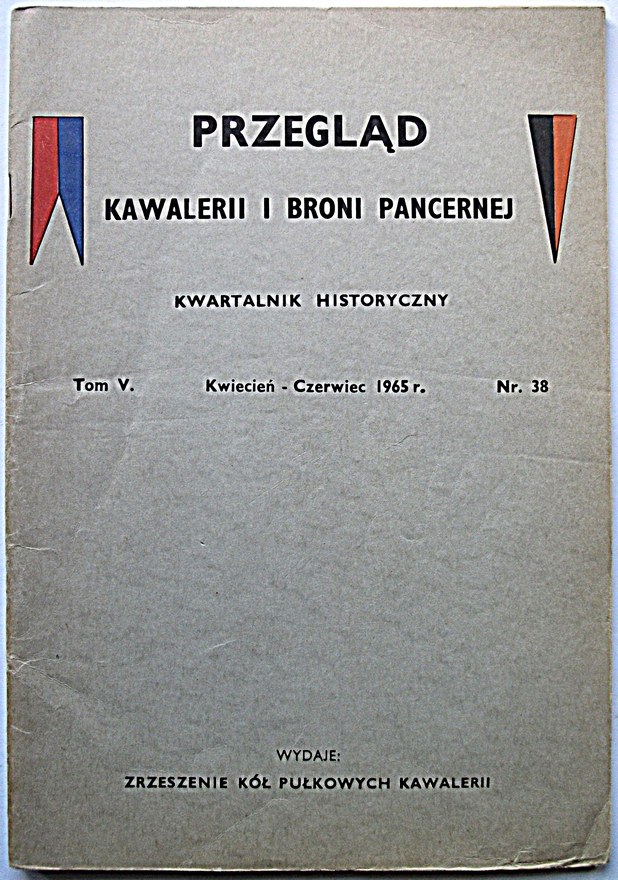 PRZEGLĄD
KAWALERII I BRONI PANCERNEJ
KWARTALNIK HISTORYCZNY
Tom V. Kwiecień - Czerwiec 1965 r. Nr. 38
WYDAJE:
ZRZESZENIE KÓŁ PUŁKOWYCH KAWALERII